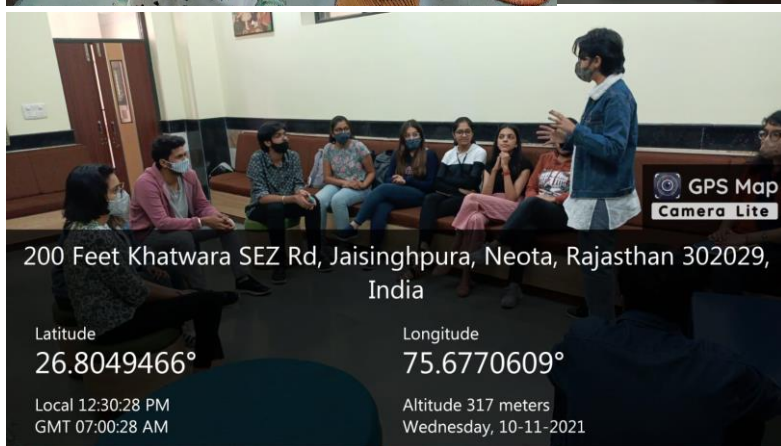 GPS Map
Camera Lite
200 Feet Khatwara SEZ Rd, Jaisinghpura, Neota, Rajasthan 302029,
India
Latitude
26.8049466°
Longitude
75.6770609°
Local 12:30:28 PM
GMT 07:00:28 AM
Altitude 317 meters
Wednesday, 10-11-2021